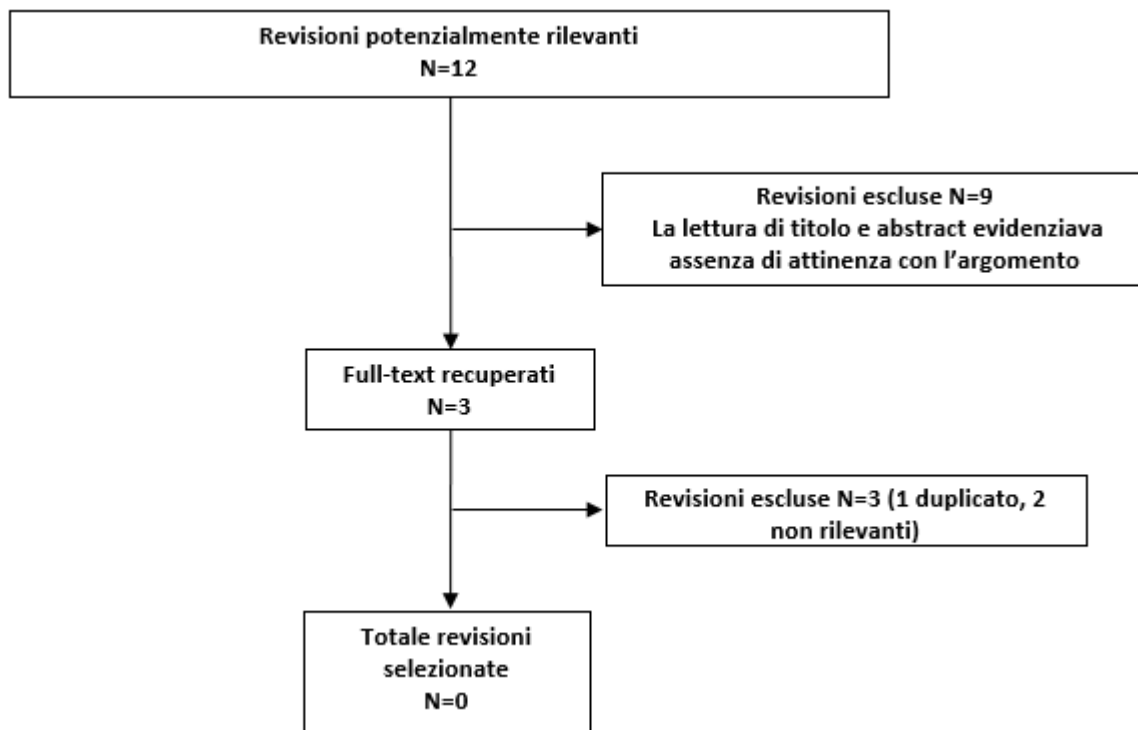 Revisioni potenzialmente rilevanti
N=12
Revisioni escluse N=9
La lettura di titolo e abstract evidenziava
assenza di attinenza con l'argomento
Full-text recuperati
N=3
Revisioni escluse N=3 (1 duplicato, 2
non rilevanti)
Totale revisioni
selezionate
N=0